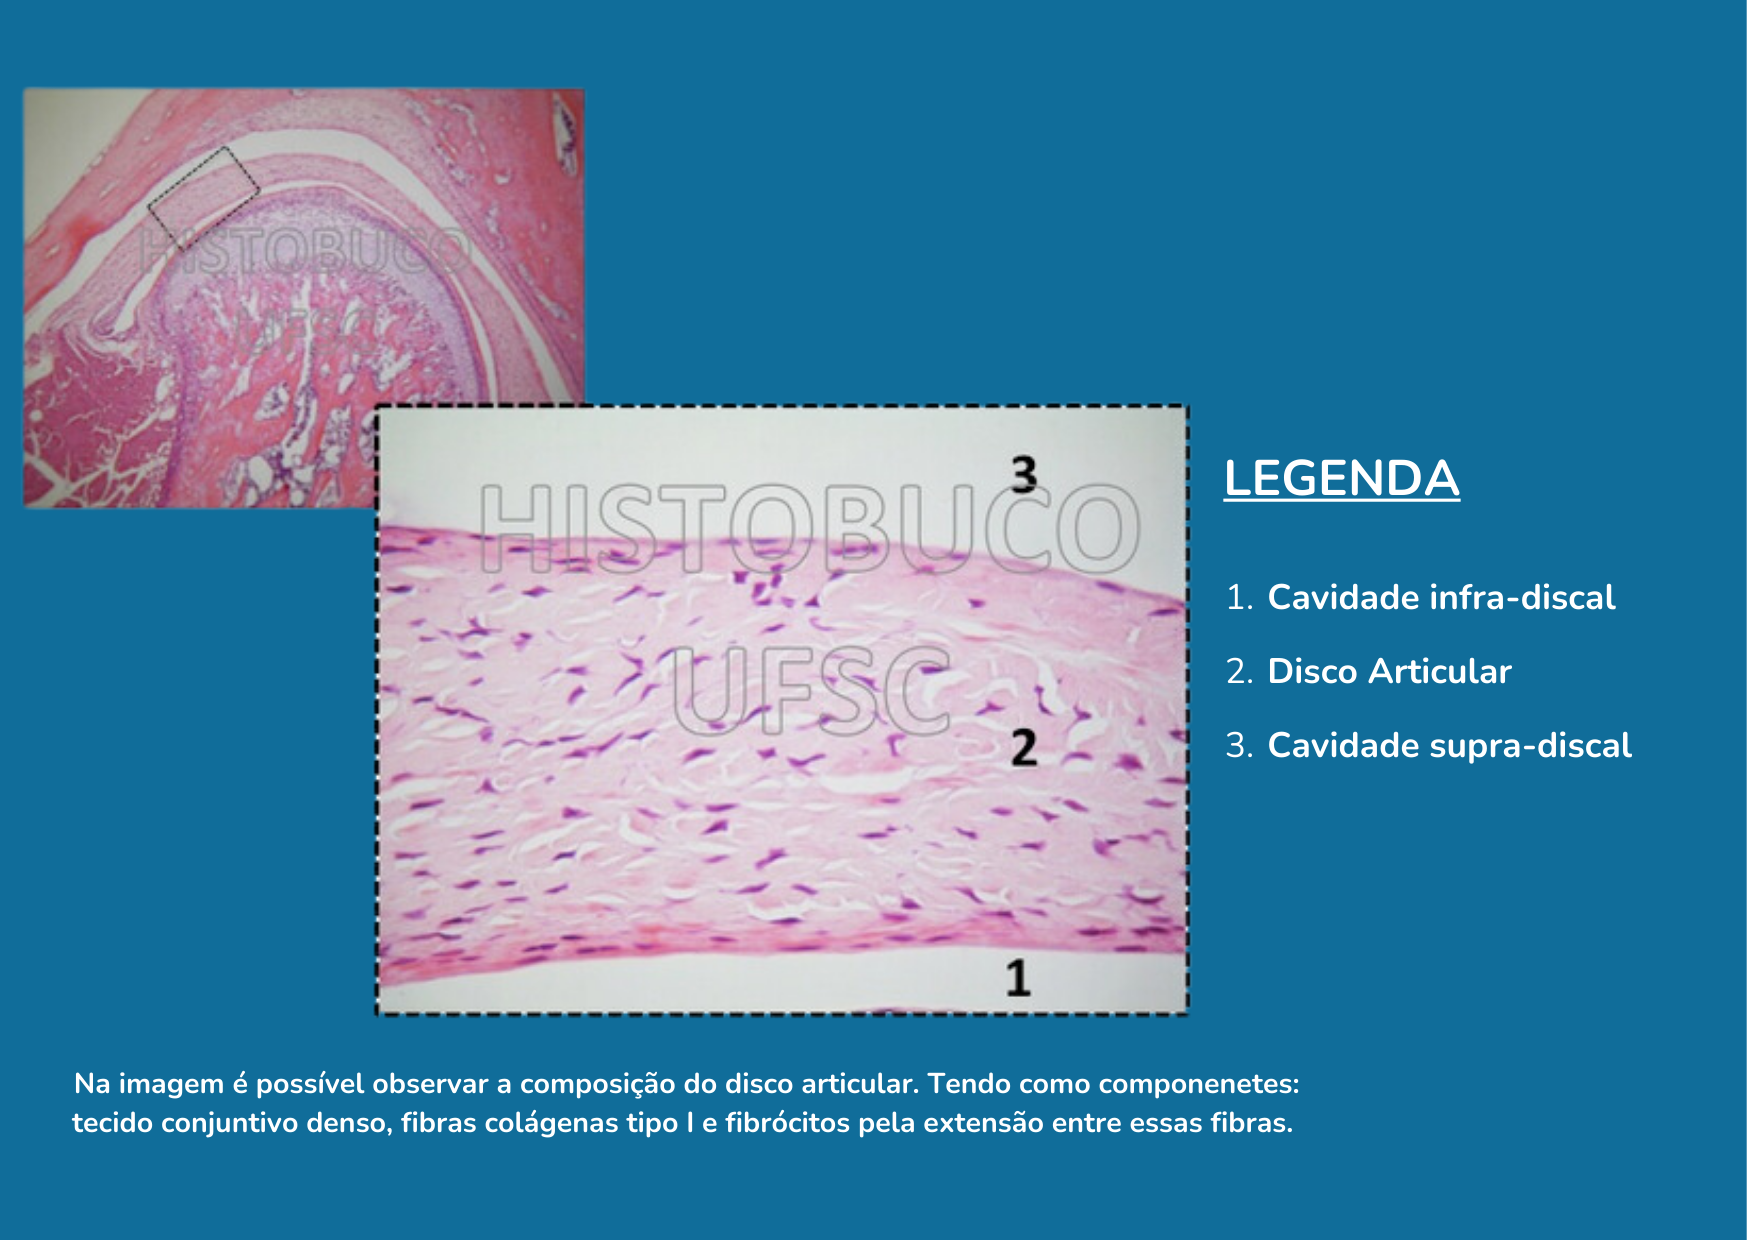 HISTOBUCO
UFSC
3
HISTOBUCO
UFSC
2
1
LEGENDA
1. Cavidade infra-discal
2. Disco Articular
3. Cavidade supra-discal
Na imagem é possível observar a composição do disco articular. Tendo como componenetes:
tecido conjuntivo denso, fibras colágenas tipo I e fibrócitos pela extensão entre essas fibras.